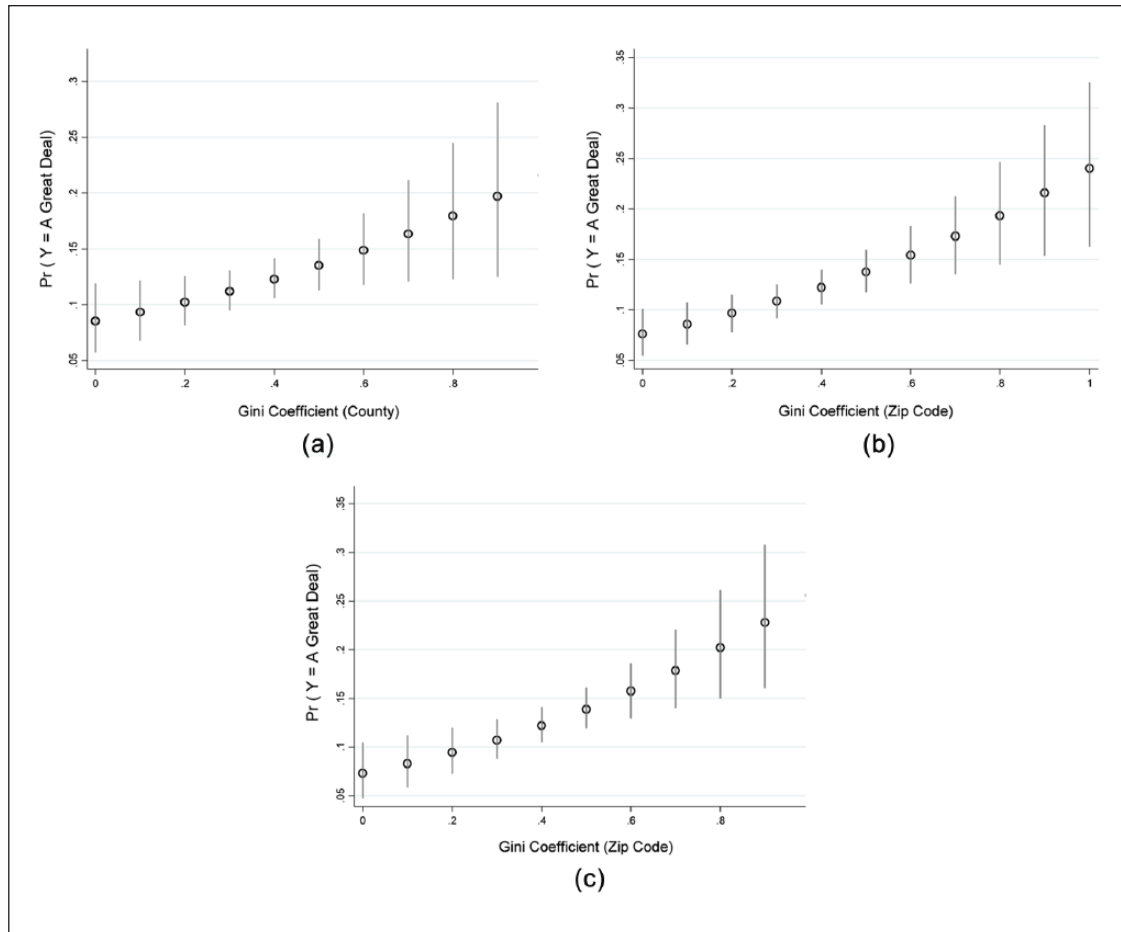 .3
.25
.2
.15
.1
.05
Pr ( Y = A Great Deal)
0 .2 .4 .6 .8
Gini Coefficient (County)
(a)
.35
.3
.25
.2
.15
.1
.05
Pr ( Y = A Great Deal)
0 .2 .4 .6 .8 1
Gini Coefficient (Zip Code)
(b)
.35
.3
.25
.2
.15
.1
.05
Pr ( Y = A Great Deal)
0 .2 .4 .6 .8
Gini Coefficient (Zip Code)
(c)